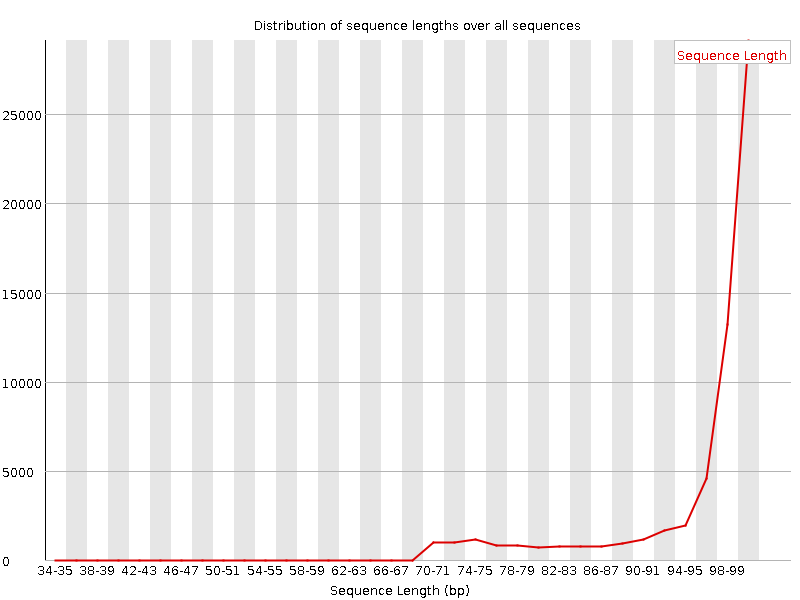 Distribution of sequence lengths over all sequences
Sequence Length
25000
20000
15000
10000
5000
0
34-35 38-39 42-43 46-47 50-51 54-55 58-59 62-63 66-67 70-71 74-75 78-79 82-83 86-87 90-91 94-95 98-99
Sequence Length (bp)